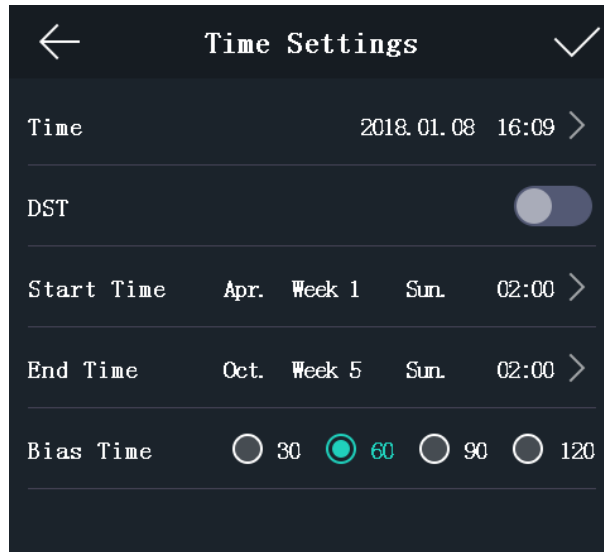 Time Settings
Time 2018.01.08 16:09
DST
Start Time Apr. Week 1 Sun. 02:00
End Time Oct. Week 5 Sun. 02:00
Bias Time 30 60 90 120